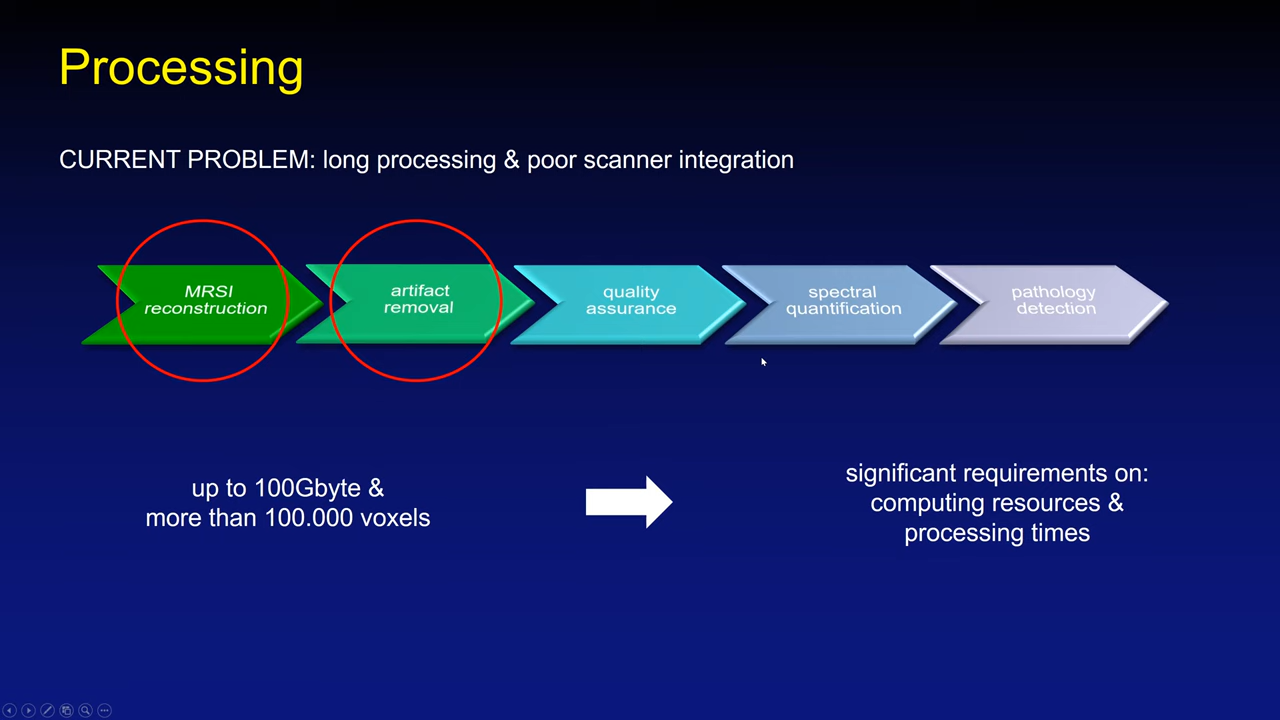 Processing
CURRENT PROBLEM: long processing & poor scanner integration
MRSI
reconstruction
artifact
removal
quality
assurance
spectral
quantification
pathology
detection
up to 100Gbyte &
more than 100.000 voxels
significant requirements on:
computing resources &
processing times